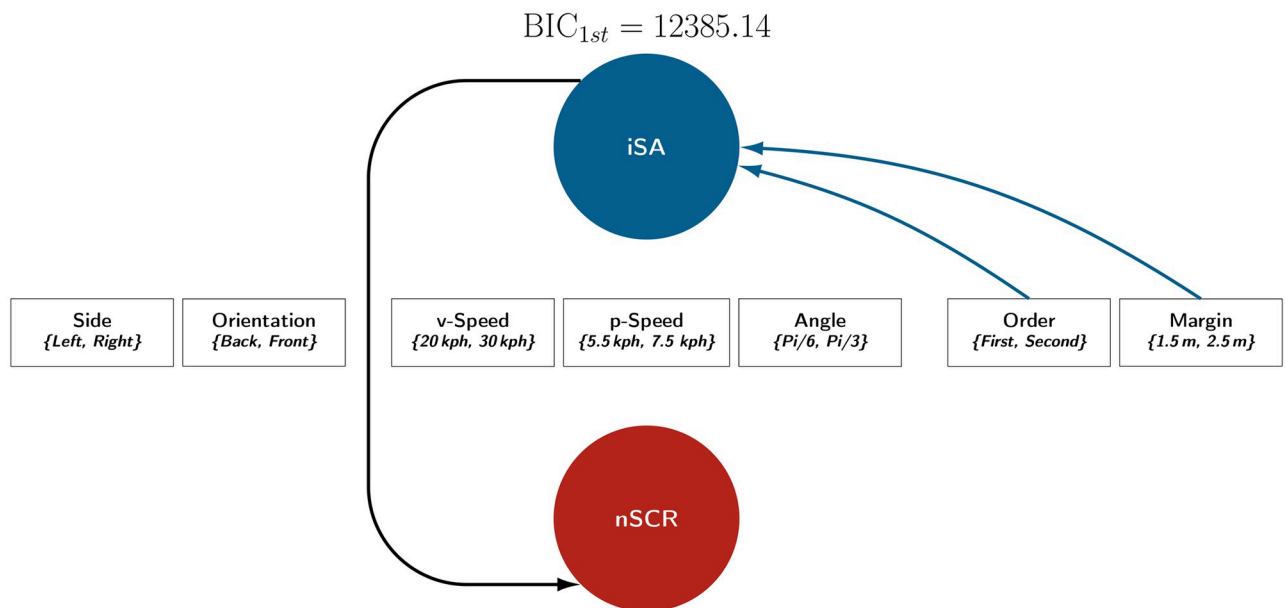 BIC1st = 12385.14
iSA
Side
{Left, Right}
Orientation
{Back, Front}
v-Speed
{20 kph, 30 kph}
p-Speed
{5.5 kph, 7.5 kph}
Angle
{Pi/6, Pi/3}
Order
{First, Second}
Margin
{1.5 m, 2.5 m}
nSCR